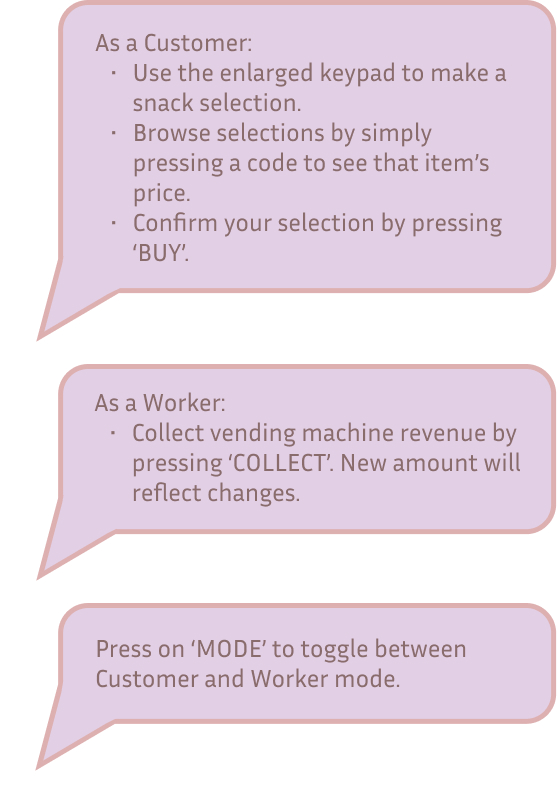 As a Customer:
· Use the enlarged keypad to make a
snack selection.
· Browse selections by simply
pressing a code to see that item’s
price.
· Confirm your selection by pressing
‘BUY’.
As a Worker:
· Collect vending machine revenue by
pressing ‘COLLECT’. New amount will
reflect changes.
Press on ‘MODE’ to toggle between
Customer and Worker mode.